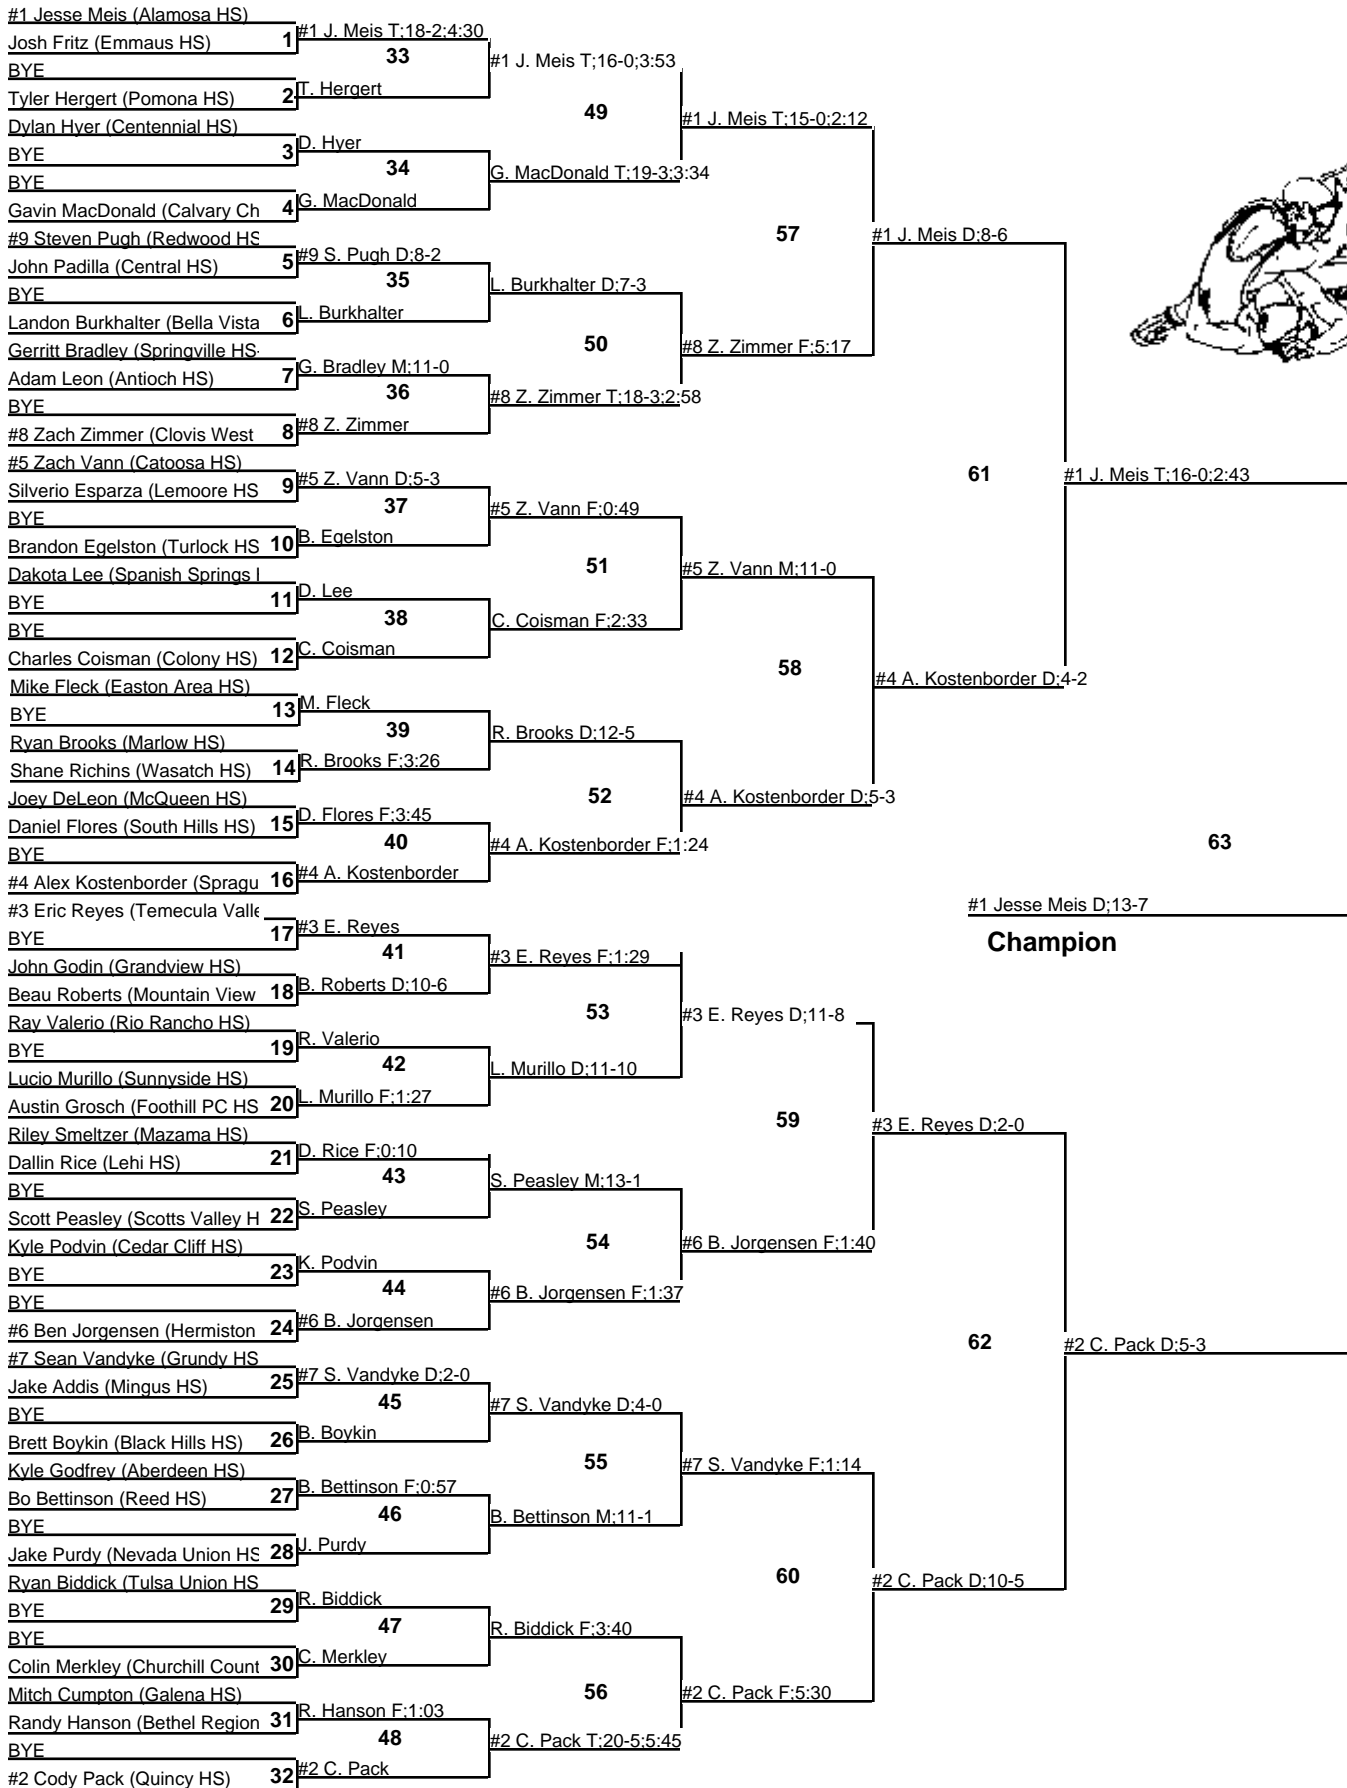 #1 Jesse Meis (Alamosa HS)
Josh Fritz (Emmaus HS)
1
#1 J. Meis T;18-2;4:30
33
#1 J. Meis T;16-0;3:53
BYE
Tyler Hergert (Pomona HS)
2
T. Hergert
49
#1 J. Meis T;15-0;2:12
Dylan Hyer (Centennial HS)
BYE
3
D. Hyer
34
G. MacDonald T;19-3;3:34
BYE
Gavin MacDonald (Calvary Ch
4
G. MacDonald
57
#1 J. Meis D;8-6
#9 Steven Pugh (Redwood HS
John Padilla (Central HS)
5
#9 S. Pugh D;8-2
35
L. Burkhalter D;7-3
BYE
Landon Burkhalter (Bella Vista
6
L. Burkhalter
50
#8 Z. Zimmer F;5:17
Gerritt Bradley (Springville HS-
Adam Leon (Antioch HS)
7
G. Bradley M;11-0
36
#8 Z. Zimmer T;18-3;2:58
BYE
#8 Zach Zimmer (Clovis West
8
#8 Z. Zimmer
61
#1 J. Meis T;16-0;2:43
#5 Zach Vann (Catoosa HS)
Silverio Esparza (Lemoore HS
9
#5 Z. Vann D;5-3
37
#5 Z. Vann F;0:49
BYE
Brandon Egelston (Turlock HS
10
B. Egelston
51
#5 Z. Vann M;11-0
Dakota Lee (Spanish Springs
BYE
11
D. Lee
38
C. Coisman F;2:33
BYE
Charles Coisman (Colony HS)
12
C. Coisman
58
#4 A. Kostenborder D;4-2
Mike Fleck (Easton Area HS)
BYE
13
M. Fleck
39
R. Brooks D;12-5
Ryan Brooks (Marlow HS)
Shane Richins (Wasatch HS)
14
R. Brooks F;3:26
52
#4 A. Kostenborder D;5-3
Joey DeLeon (McQueen HS)
Daniel Flores (South Hills HS)
15
D. Flores F;3:45
40
#4 A. Kostenborder F;1:24
BYE
#4 Alex Kostenborder (Spragu
16
#4 A. Kostenborder
63
#1 Jesse Meis D;13-7
Champion
#3 Eric Reyes (Temecula Valle
BYE
17
#3 E. Reyes
41
#3 E. Reyes F;1:29
John Godin (Grandview HS)
Beau Roberts (Mountain View
18
B. Roberts D;10-6
53
#3 E. Reyes D;11-8
Ray Valerio (Rio Rancho HS)
BYE
19
R. Valerio
42
L. Murillo D;11-10
Lucio Murillo (Sunnyside HS)
Austin Grosch (Foothill PC HS
20
L. Murillo F;1:27
59
#3 E. Reyes D;2-0
Riley Smeltzer (Mazama HS)
Dallin Rice (Lehi HS)
21
D. Rice F;0:10
43
S. Peasley M;13-1
BYE
Scott Peasley (Scotts Valley H
22
S. Peasley
54
#6 B. Jorgensen F;1:40
Kyle Podvin (Cedar Cliff HS)
BYE
23
K. Podvin
44
#6 B. Jorgensen F;1:37
BYE
#6 Ben Jorgensen (Hermiston
24
#6 B. Jorgensen
62
#2 C. Pack D;5-3
#7 Sean Vandyke (Grundy HS
Jake Addis (Mingus HS)
25
#7 S. Vandyke D;2-0
45
#7 S. Vandyke D;4-0
BYE
Brett Boykin (Black Hills HS)
26
B. Boykin
55
#7 S. Vandyke F;1:14
Kyle Godfrey (Aberdeen HS)
Bo Bettinson (Reed HS)
27
B. Bettinson F;0:57
46
B. Bettinson M;11-1
BYE
Jake Purdy (Nevada Union HS
28
J. Purdy
60
#2 C. Pack D;10-5
Ryan Biddick (Tulsa Union HS
BYE
29
R. Biddick
47
R. Biddick F;3:40
BYE
Colin Merkley (Churchill Count
30
C. Merkley
56
#2 C. Pack F;5:30
Mitch Cumpton (Galena HS)
Randy Hanson (Bethel Region
31
R. Hanson F;1:03
48
#2 C. Pack T;20-5;5:45
BYE
#2 Cody Pack (Quincy HS)
32
#2 C. Pack